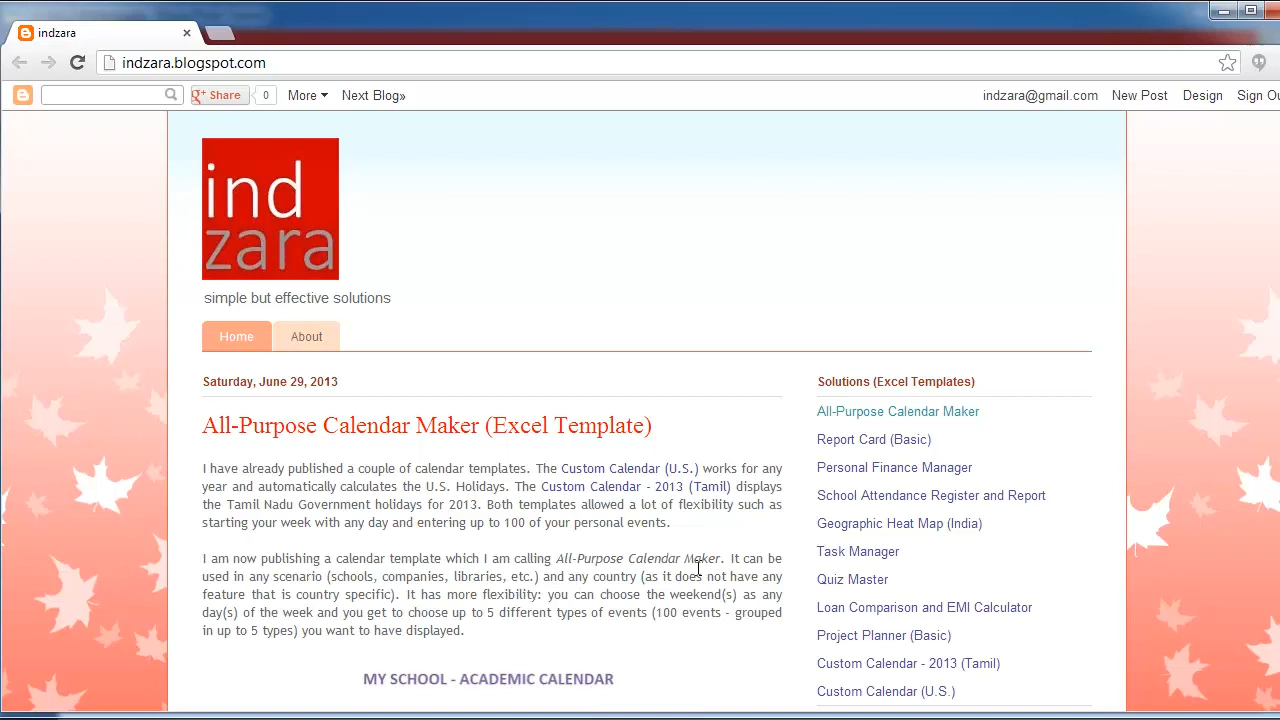 indzara
indzara.blogspot.com
Share 0 More Next Blog» indzara@gmail.com New Post Design Sign Ou
ind
zara
simple but effective solutions
Home About
Saturday, June 29, 2013
All-Purpose Calendar Maker (Excel Template)
I have already published a couple of calendar templates. The Custom Calendar (U.S.) works for any
year and automatically calculates the U.S. Holidays. The Custom Calendar - 2013 (Tamil) displays
the Tamil Nadu Government holidays for 2013. Both templates allowed a lot of flexibility such as
starting your week with any day and entering up to 100 of your personal events.
I am now publishing a calendar template which I am calling All-Purpose Calendar Maker. It can be
used in any scenario (schools, companies, libraries, etc.) and any country (as it does not have any
feature that is country specific). It has more flexibility: you can choose the weekend(s) as any
day(s) of the week and you get to choose up to 5 different types of events (100 events - grouped
in up to 5 types) you want to have displayed.
MY SCHOOL - ACADEMIC CALENDAR
Solutions (Excel Templates)
All-Purpose Calendar Maker
Report Card (Basic)
Personal Finance Manager
School Attendance Register and Report
Geographic Heat Map (India)
Task Manager
Quiz Master
Loan Comparison and EMI Calculator
Project Planner (Basic)
Custom Calendar - 2013 (Tamil)
Custom Calendar (U.S.)